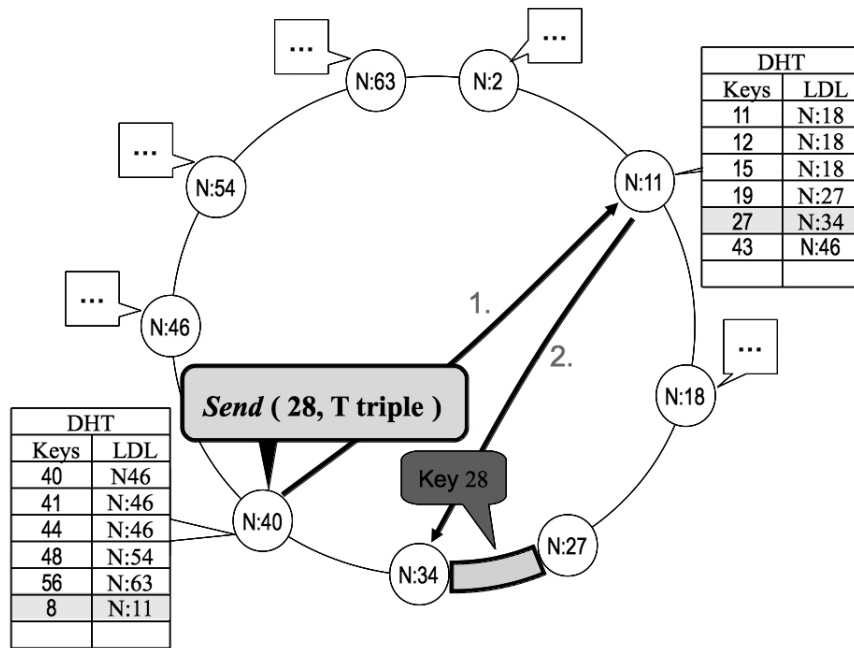 ...
...
N:63
N:2
...
N:54
N:11
DHT
Keys LDL
11 N:18
12 N:18
15 N:18
19 N:27
27 N:34
43 N:46
...
N:46
1.
2.
...
N:18
Send ( 28, T triple )
DHT
Keys LDL
40 N46
41 N:46
44 N:46
48 N:54
56 N:63
8 N:11
Key 28
N:40
N:34
N:27